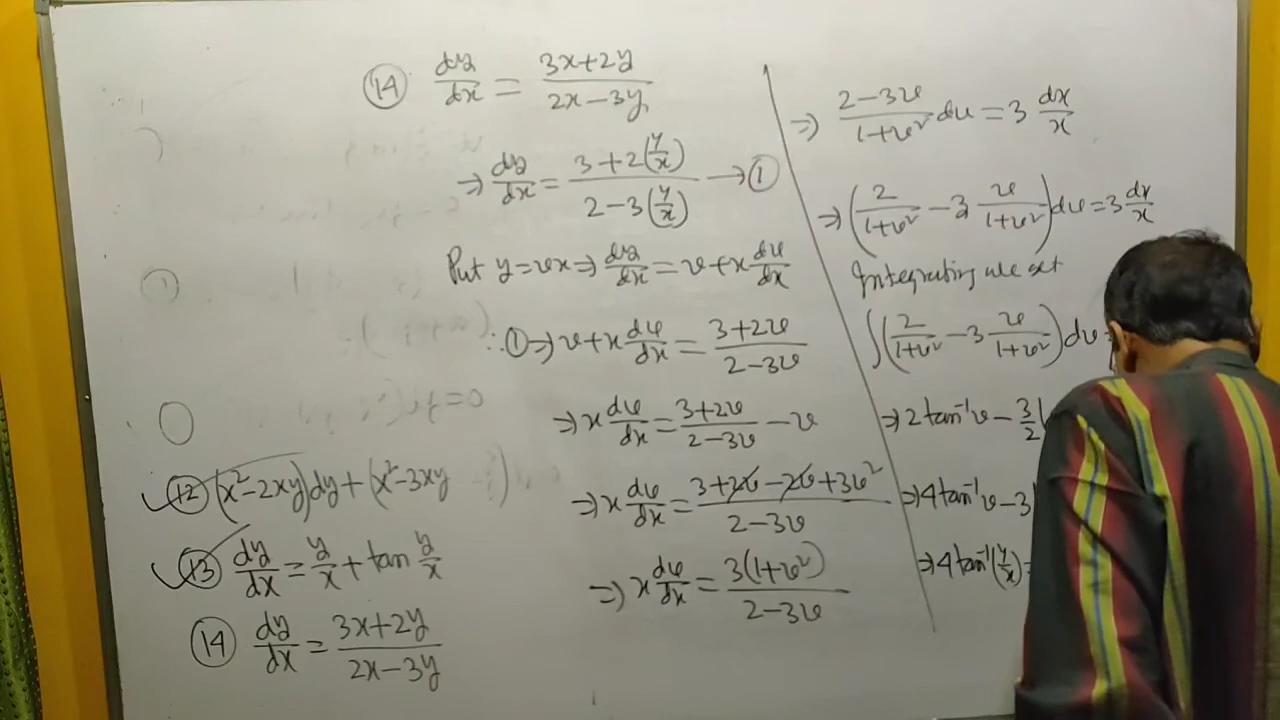 ⑭ dy/dx = (3x+2y)/(2x-3y)
⇒ dy/dx = (3+2(y/x))/(2-3(y/x)) → ①
Put y=vx ⇒ dy/dx = v+x dv/dx
∴ ① ⇒ v+x dv/dx = (3+2v)/(2-3v)
⇒ x dv/dx = (3+2v)/(2-3v) - v
⇒ x dv/dx = (3+2v-2v+3v²)/(2-3v)
⇒ x dv/dx = 3(1+v²)/(2-3v)
⑫ (x²-2xy)dy+(x²-3xy
⑬ dy/dx = y/x + tan y/x
⑭ dy/dx = (3x+2y)/(2x-3y)
⇒ (2-3v)/(1+v²) dv = 3 dx/x
⇒ (2/(1+v²) - 3 v/(1+v²)) dv = 3 dx/x
Integrating we get
∫(2/(1+v²) - 3 v/(1+v²)) dv
⇒ 2 tan⁻¹v - 3/2
⇒ 4tan⁻¹v - 3
⇒ 4tan⁻¹(y/x) =